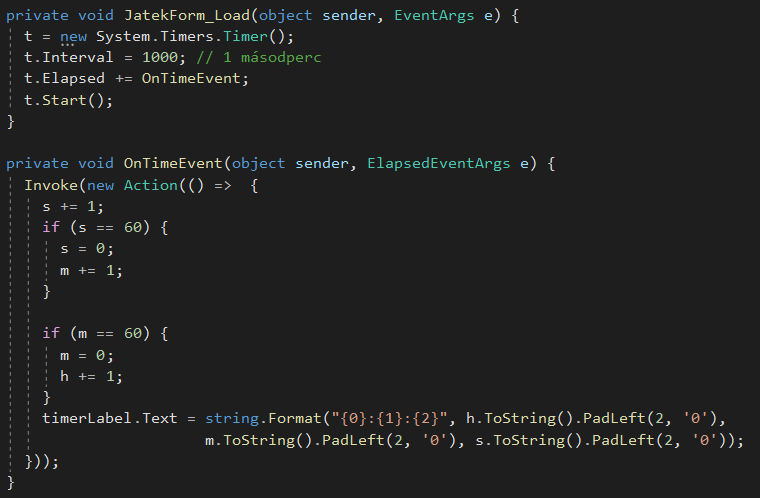 private void JatekForm_Load(object sender, EventArgs e) {
t = new System.Timers.Timer();
t.Interval = 1000; // 1 másodperc
t.Elapsed += OnTimeEvent;
t.Start();
}
private void OnTimeEvent(object sender, ElapsedEventArgs e) {
Invoke(new Action(() =>  {
s += 1;
if (s == 60) {
s = 0;
m += 1;
}
if (m == 60) {
m = 0;
h += 1;
}
timerLabel.Text = string.Format("{0}:{1}:{2}", h.ToString().PadLeft(2, '0'),
m.ToString().PadLeft(2, '0'), s.ToString().PadLeft(2, '0'));
}));
}